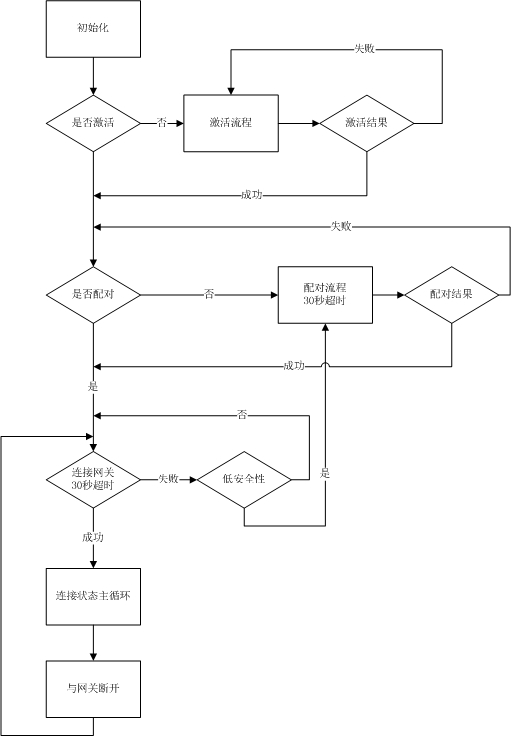 初始化
失败
是否激活
否
激活流程
激活结果
成功
失败
是否配对
否
配对流程
30秒超时
配对结果
成功
是
否
连接网关
30秒超时
失败
低安全性
是
成功
连接状态主循环
与网关断开